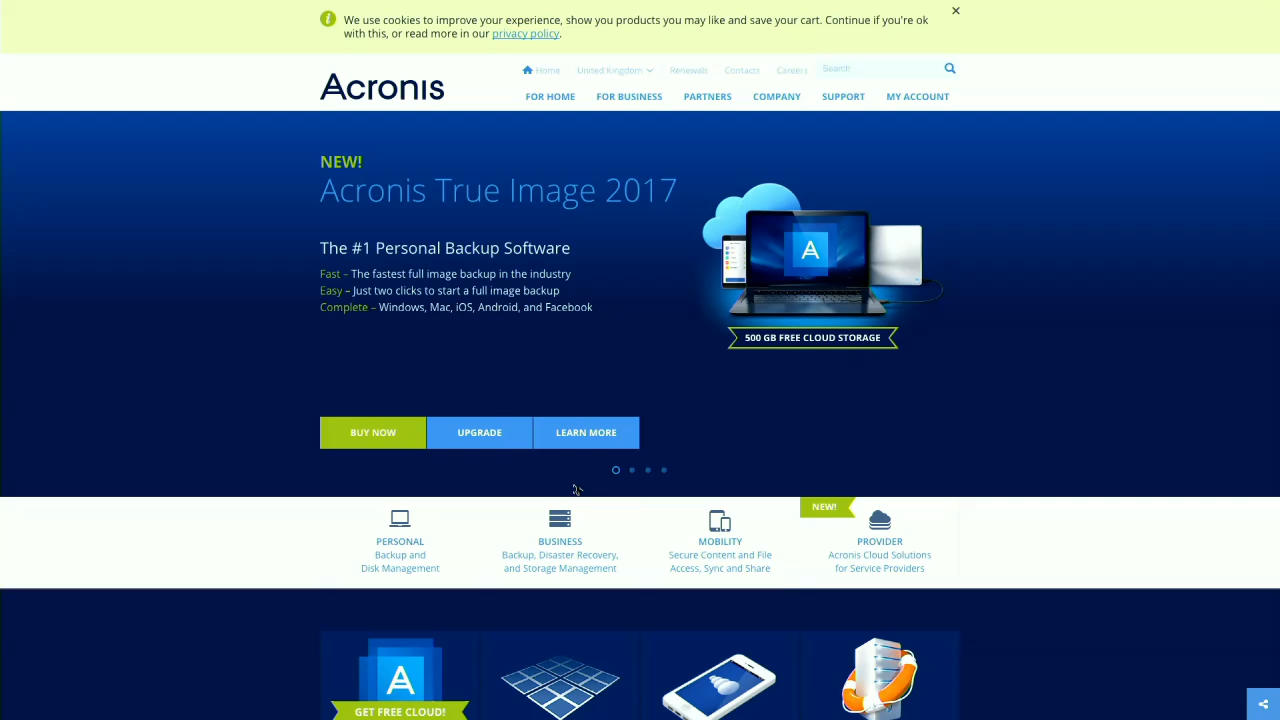 We use cookies to improve your experience, show you products you may like and save your cart. Continue if you're ok
with this, or read more in our privacy policy.
Home
United Kingdom
Renewals
Contacts
Careers
Search
Acronis
FOR HOME
FOR BUSINESS
PARTNERS
COMPANY
SUPPORT
MY ACCOUNT
NEW!
Acronis True Image 2017
The #1 Personal Backup Software
Fast – The fastest full image backup in the industry
Easy – Just two clicks to start a full image backup
Complete – Windows, Mac, iOS, Android, and Facebook
A
500 GB FREE CLOUD STORAGE
BUY NOW
UPGRADE
LEARN MORE
NEW!
PERSONAL
Backup and
Disk Management
BUSINESS
Backup, Disaster Recovery,
and Storage Management
MOBILITY
Secure Content and File
Access, Sync and Share
PROVIDER
Acronis Cloud Solutions
for Service Providers
A
GET FREE CLOUD!